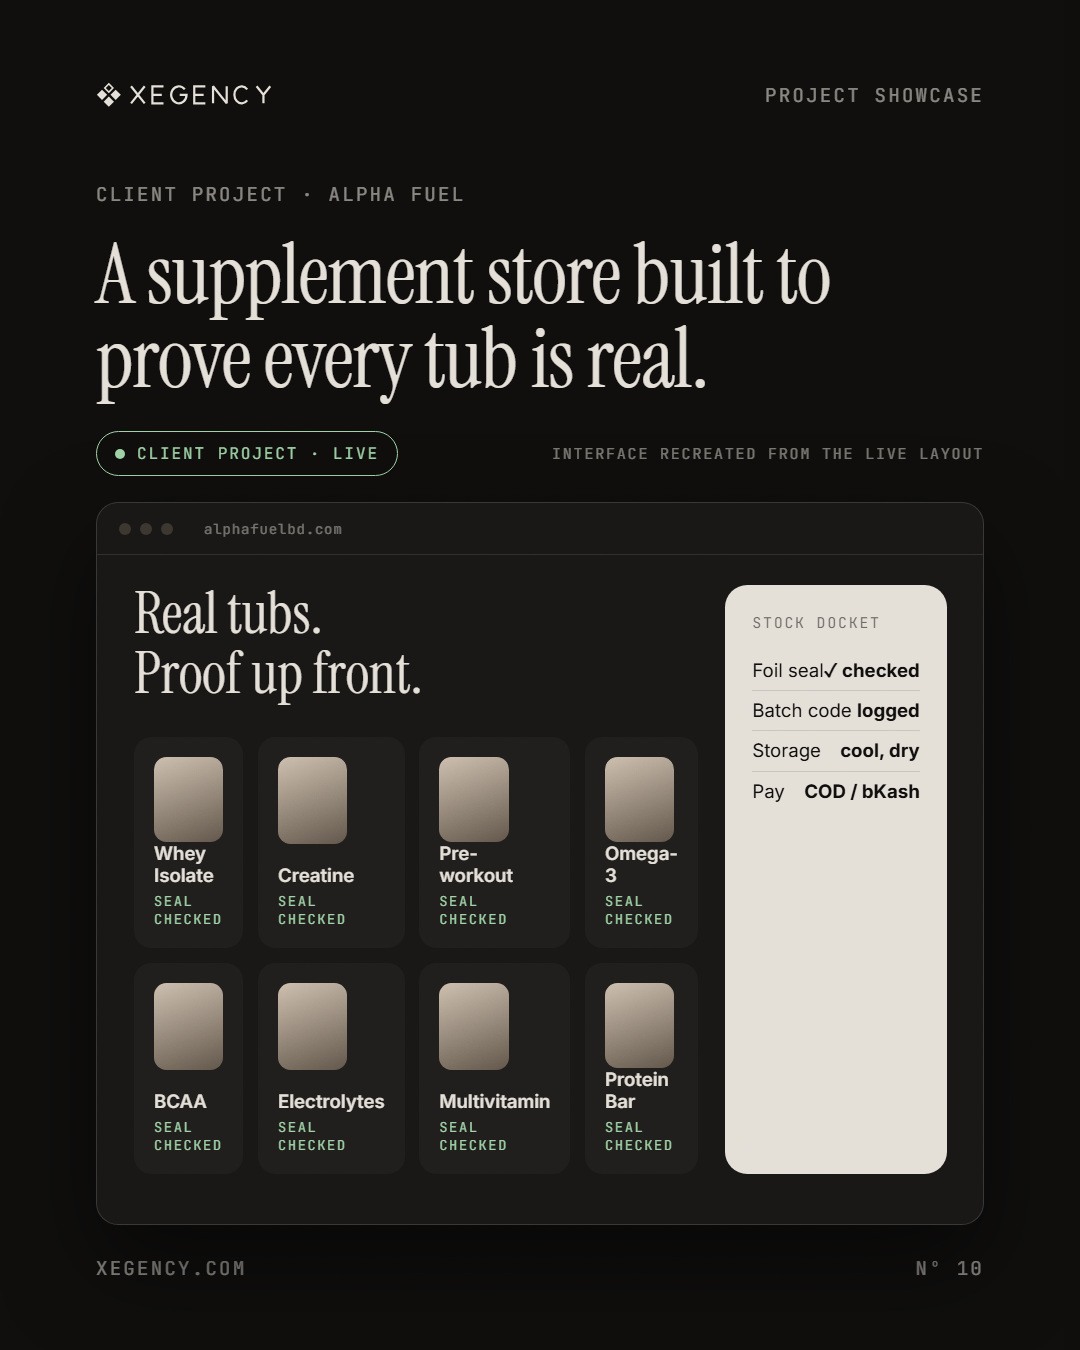 XEGENCY
PROJECT SHOWCASE
CLIENT PROJECT · ALPHA FUEL
A supplement store built to
prove every tub is real.
CLIENT PROJECT · LIVE
INTERFACE RECREATED FROM THE LIVE LAYOUT
alphafuelbd.com
Real tubs.
Proof up front.
Whey
Isolate
SEAL
CHECKED
Creatine
SEAL
CHECKED
Pre-
workout
SEAL
CHECKED
Omega-
3
SEAL
CHECKED
BCAA
SEAL
CHECKED
Electrolytes
SEAL
CHECKED
Multivitamin
SEAL
CHECKED
Protein
Bar
SEAL
CHECKED
STOCK DOCKET
Foil seal✓ checked
Batch code logged
Storage cool, dry
Pay COD / bKash
XEGENCY.COM
N° 10